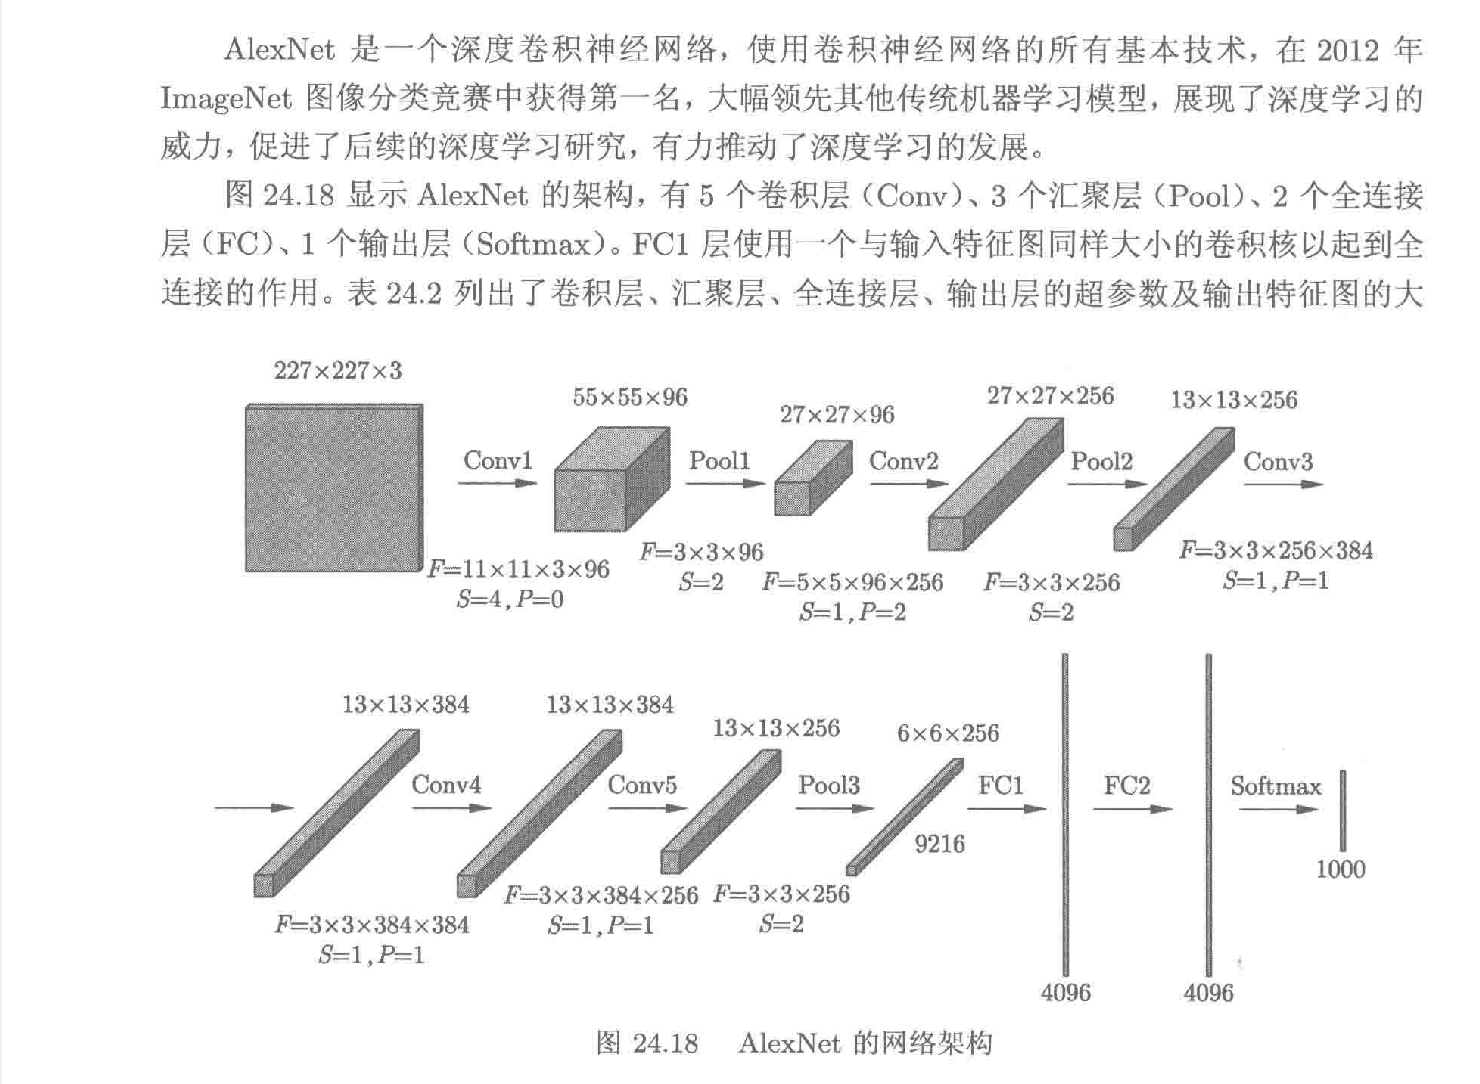 AlexNet 是一个深度卷积神经网络，使用卷积神经网络的所有基本技术，在 2012 年
ImageNet 图像分类竞赛中获得第一名，大幅领先其他传统机器学习模型，展现了深度学习的
威力，促进了后续的深度学习研究，有力推动了深度学习的发展。
图 24.18 显示 AlexNet 的架构，有 5 个卷积层（Conv）、3 个汇聚层（Pool）、2 个全连接
层（FC）、1 个输出层（Softmax）。FC1 层使用一个与输入特征图同样大小的卷积核以起到全
连接的作用。表 24.2 列出了卷积层、汇聚层、全连接层、输出层的超参数及输出特征图的大
227×227×3
55×55×96
27×27×96
27×27×256
13×13×256
Conv1
Pool1
Conv2
Pool2
Conv3
F=11×11×3×96
S=4,P=0
F=3×3×96
S=2
F=5×5×96×256
S=1,P=2
F=3×3×256
S=2
F=3×3×256×384
S=1,P=1
13×13×384
13×13×384
13×13×256
6×6×256
Conv4
Conv5
Pool3
FC1
FC2
Softmax
9216
1000
F=3×3×384×384
S=1,P=1
F=3×3×384×256
S=1,P=1
F=3×3×256
S=2
4096
4096
图 24.18 AlexNet 的网络架构